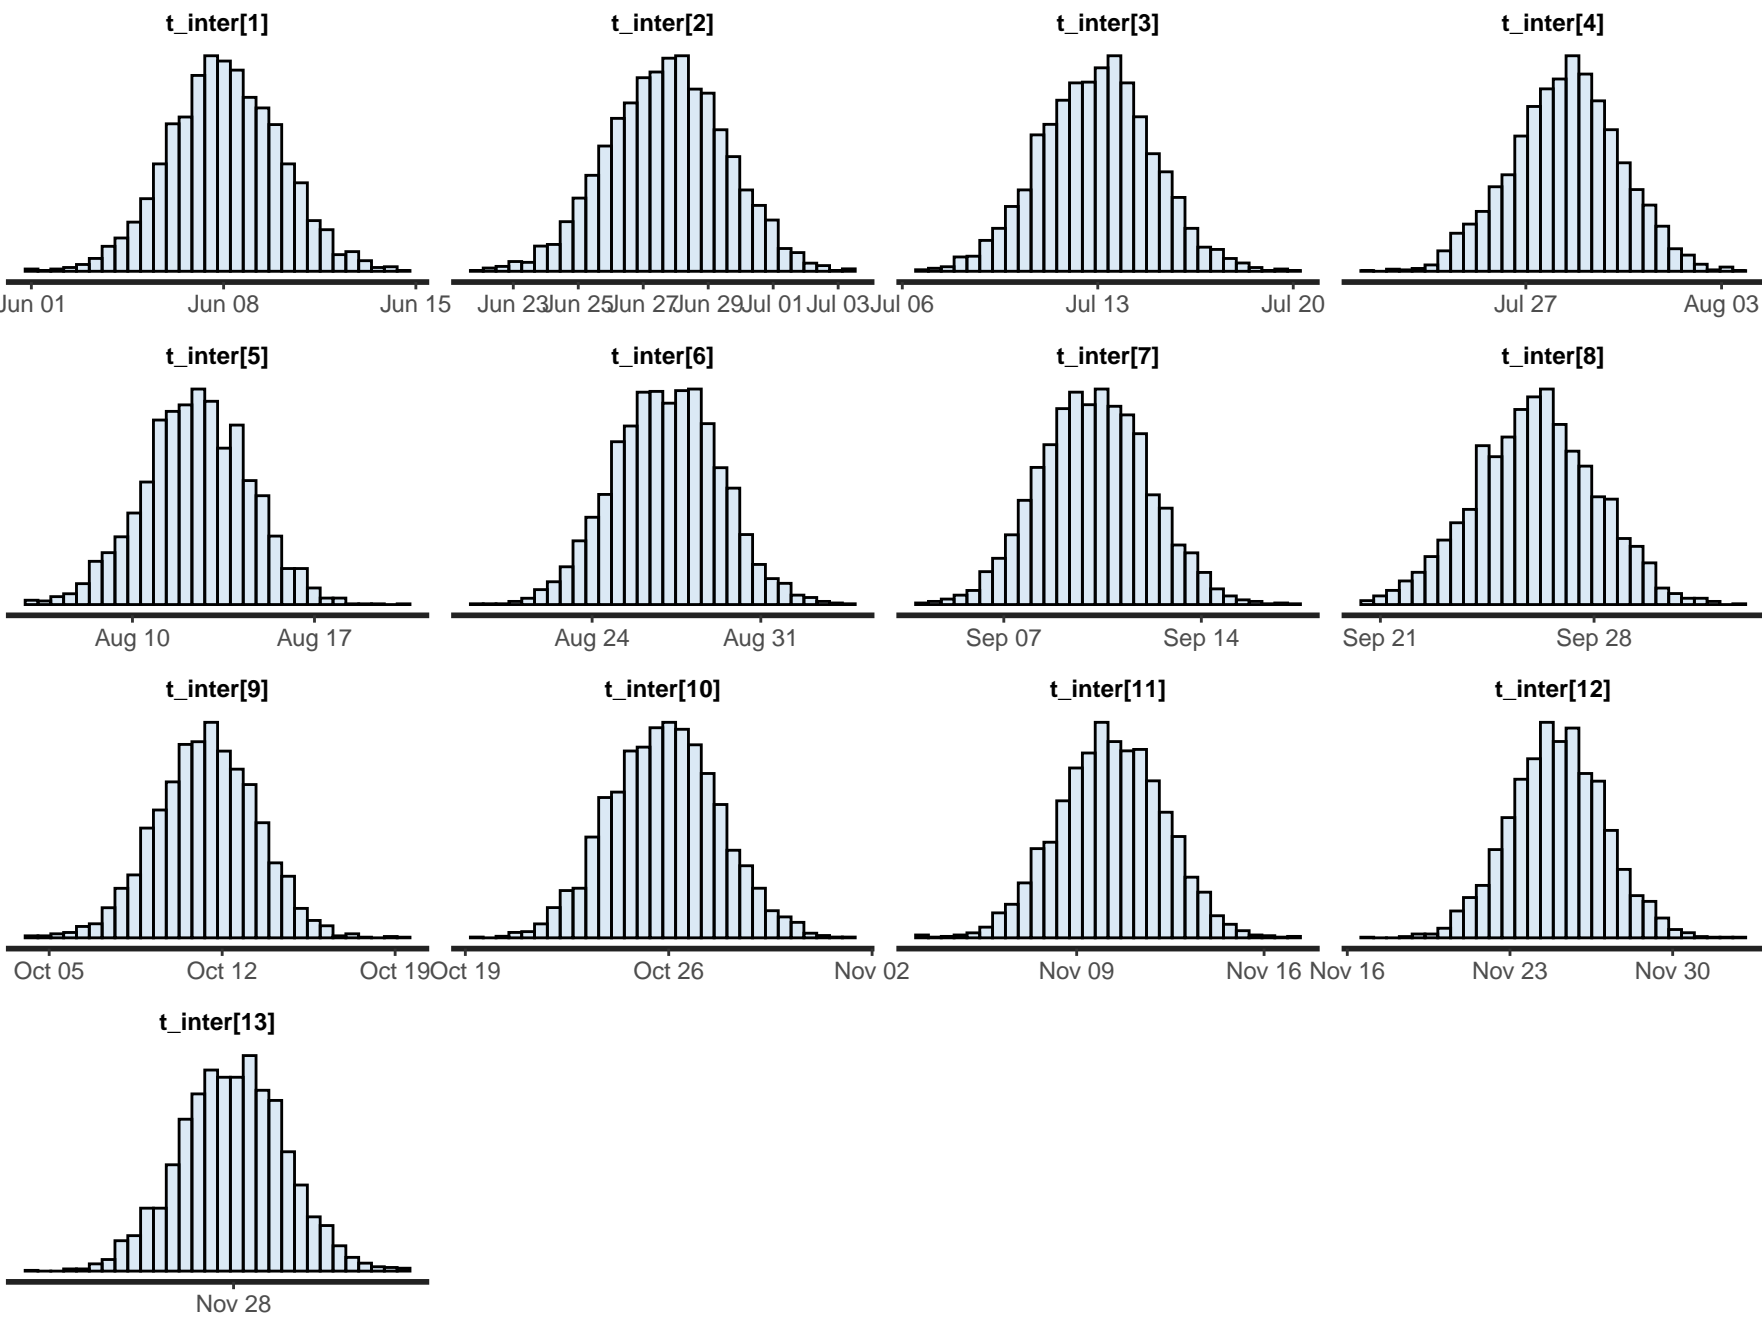 t_inter[1] t_inter[2] t_inter[3] t_inter[4]
Jun 01 Jun 08 Jun 15 Jun 23 Jun 25 Jun 27 Jun 29 Jul 01 Jul 03 Jul 06 Jul 13 Jul 20 Jul 27 Aug 03
t_inter[5] t_inter[6] t_inter[7] t_inter[8]
Aug 10 Aug 17 Aug 24 Aug 31 Sep 07 Sep 14 Sep 21 Sep 28
t_inter[9] t_inter[10] t_inter[11] t_inter[12]
Oct 05 Oct 12 Oct 19 Oct 19 Oct 26 Nov 02 Nov 09 Nov 16 Nov 16 Nov 23 Nov 30
t_inter[13]
Nov 28